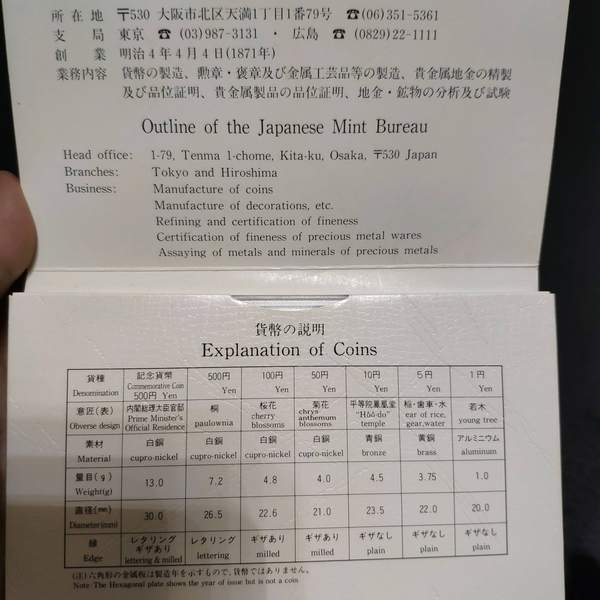 所在地 〒530 大阪市北区天満1丁目1番79号 ☎(06)351-5361
支局 東京 ☎ (03)987-3131 ・ 広島 ☎(0829)22-1111
創業 明治4年4月4日(1871年)
業務内容 貨幣の製造、勲章・褒章及び金属工芸品等の製造、貴金属地金の精製
及び品位証明、貴金属製品の品位証明、地金・鉱物の分析及び試験
Outline of the Japanese Mint Bureau
Head office: 1-79, Tenma 1-chome, Kita-ku, Osaka, 〒530 Japan
Branches: Tokyo and Hiroshima
Business: Manufacture of coins
Manufacture of decorations, etc.
Refining and certification of fineness
Certification of fineness of precious metal wares
Assaying of metals and minerals of precious metals
貨幣の説明
Explanation of Coins
貨種 記念貨幣 500円 100円 50円 10円 5円 1円
Denomination Commemorative Coin 500円 Yen Yen Yen Yen Yen Yen Yen
意匠(表) 内閣総理大臣官邸 桐 桜花 菊花 平等院鳳凰堂 稲・歯車・水 若木
Obverse design Prime Minister's Official Residence paulownia cherry blossoms chrys anthemum blossoms "Hōō-do" temple ear of rice, gear,water young tree
素材 白銅 白銅 白銅 白銅 青銅 黄銅 アルミニウム
Material cupro-nickel cupro-nickel cupro-nickel cupro-nickel bronze brass aluminum
量目(g) 13.0 7.2 4.8 4.0 4.5 3.75 1.0
Weight(g)
直径(mm) 30.0 26.5 22.6 21.0 23.5 22.0 20.0
Diameter(mm)
縁 レタリング ギザあり レタリング ギザあり ギザあり ギザなし ギザなし ギザなし
Edge lettering & milled lettering milled milled plain plain plain
(注)六角形の金属板は製造年を示すもので、貨幣ではありません。
Note:The Hexagonal plate shows the year of issue but is not a coin.